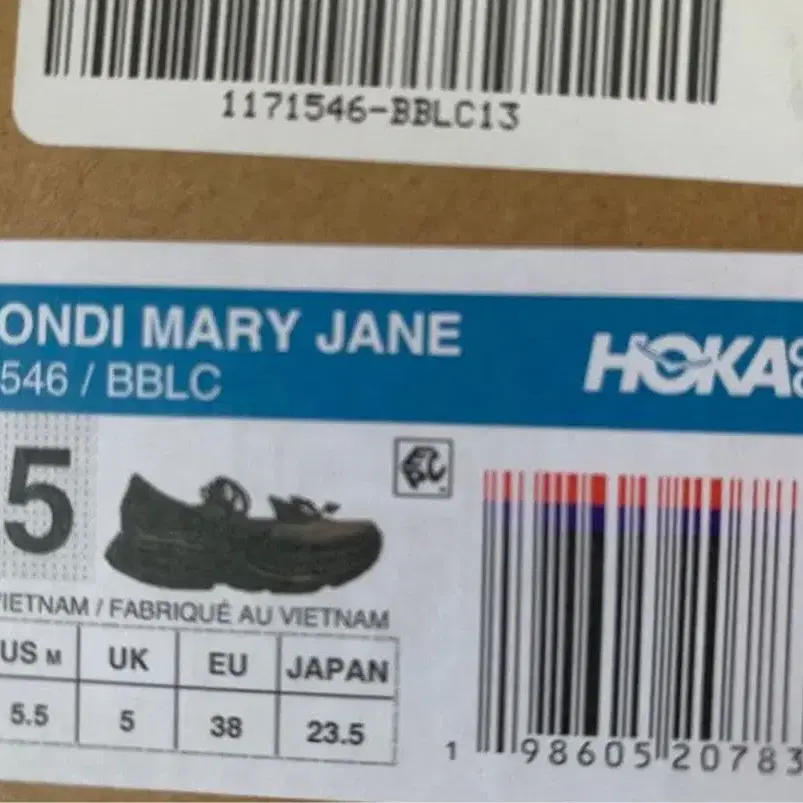 1171546-BBLC13
ONDI MARY JANE
546 / BBLC
HOKA
5
VIETNAM / FABRIQUÉ AU VIETNAM
US M UK EU JAPAN
5.5 5 38 23.5
1 98605 20783